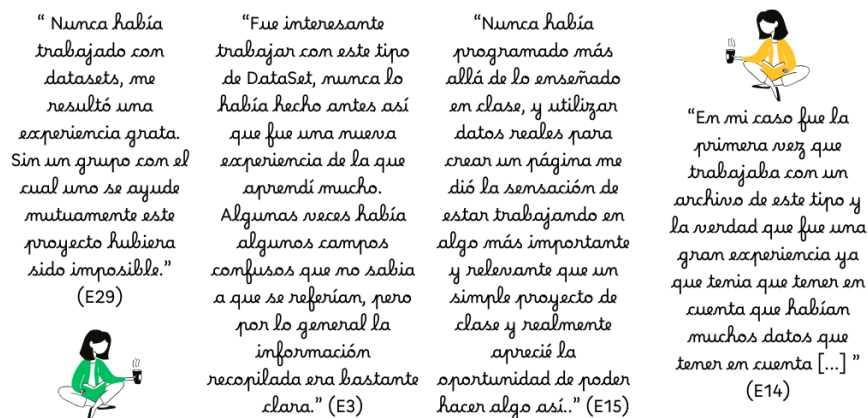 “ Nunca había
trabajado con
datasets, me
resultó una
experiencia grata.
Sin un grupo con el
cual uno se ayude
mutuamente este
proyecto hubiera
sido imposible.”
(E29)
“Fue interesante
trabajar con este tipo
de DataSet, nunca lo
había hecho antes así
que fue una nueva
experiencia de la que
aprendí mucho.
Algunas veces había
algunos campos
confusos que no sabia
a que se referían, pero
por lo general la
información
recopilada era bastante
clara.” (E3)
“Nunca había
programado más
allá de lo enseñado
en clase, y utilizar
datos reales para
crear un página me
dió la sensación de
estar trabajando en
algo más importante
y relevante que un
simple proyecto de
clase y realmente
aprecié la
oportunidad de poder
hacer algo así..” (E15)
“En mi caso fue la
primera vez que
trabajaba con un
archivo de este tipo y
la verdad que fue una
gran experiencia ya
que tenia que tener en
cuenta que habían
muchos datos que
tener en cuenta [...] ”
(E14)